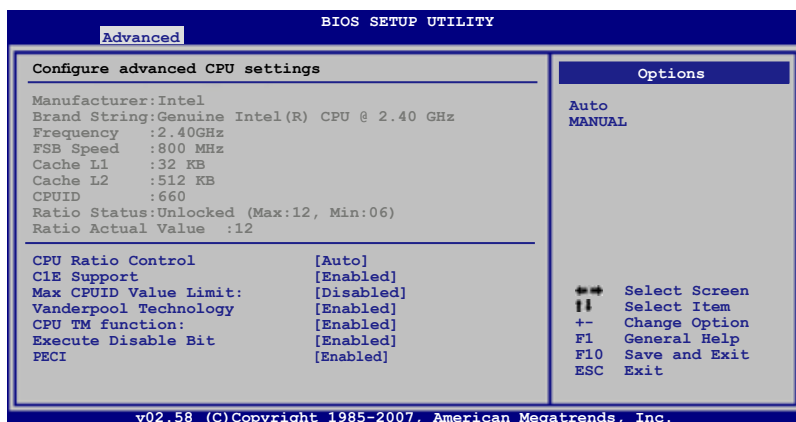 BIOS SETUP UTILITY
Advanced
Configure advanced CPU settings
Manufacturer:Intel
Brand String:Genuine Intel(R) CPU @ 2.40 GHz
Frequency :2.40GHz
FSB Speed :800 MHz
Cache L1 :32 KB
Cache L2 :512 KB
CPUID :660
Ratio Status:Unlocked (Max:12, Min:06)
Ratio Actual Value :12
CPU Ratio Control [Auto]
C1E Support [Enabled]
Max CPUID Value Limit: [Disabled]
Vanderpool Technology [Enabled]
CPU TM function: [Enabled]
Execute Disable Bit [Enabled]
PECI [Enabled]
Options
Auto
MANUAL
Select Screen
Select Item
+- Change Option
F1 General Help
F10 Save and Exit
ESC Exit
v02.58 (C)Copyright 1985-2007, American Megatrends, Inc.